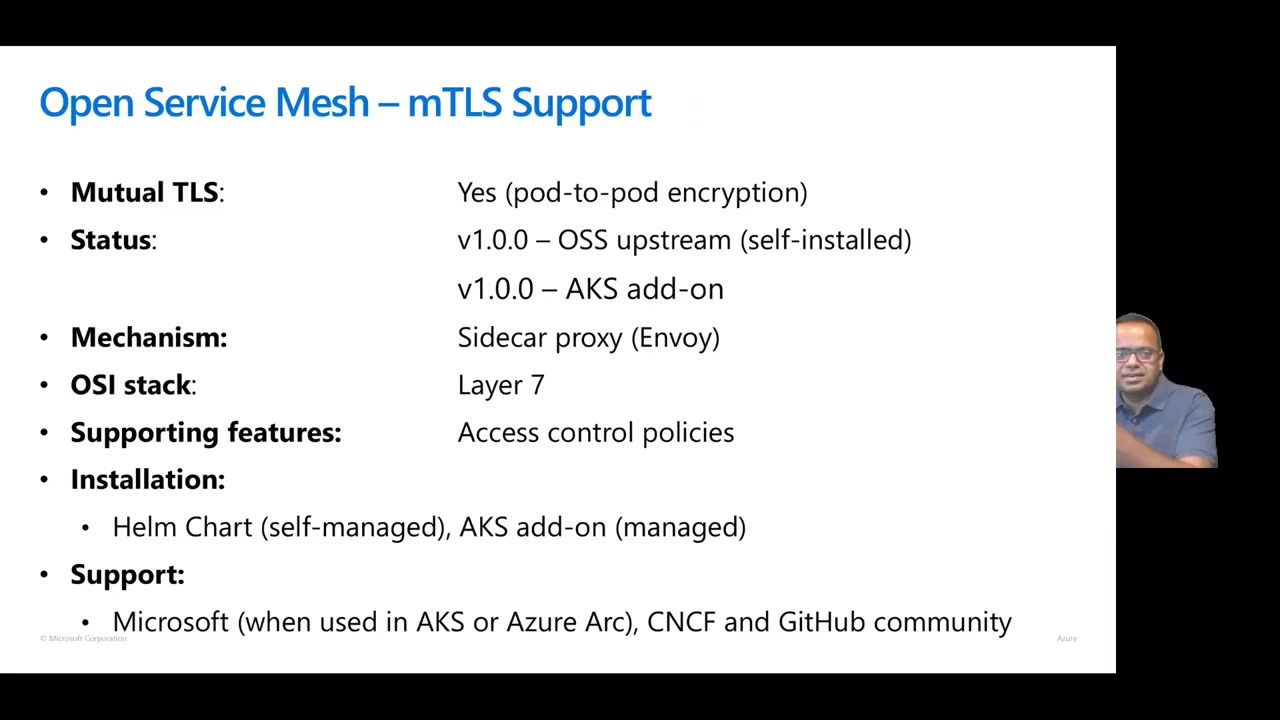 Open Service Mesh – mTLS Support
• Mutual TLS: Yes (pod-to-pod encryption)
• Status: v1.0.0 – OSS upstream (self-installed)
v1.0.0 – AKS add-on
• Mechanism: Sidecar proxy (Envoy)
• OSI stack: Layer 7
• Supporting features: Access control policies
• Installation:
• Helm Chart (self-managed), AKS add-on (managed)
• Support:
• Microsoft (when used in AKS or Azure Arc), CNCF and GitHub community
© Microsoft Corporation
Azure